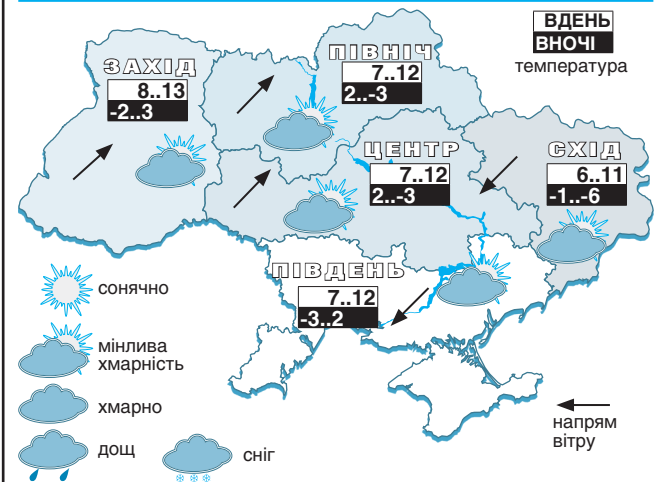 ВДЕНЬ
ВНОЧІ
температура
ПІВНІЧ
7..12
2..-3
ЗАХІД
8..13
-2..3
ЦЕНТР
7..12
2..-3
СХІД
6..11
-1..-6
ПІВДЕНЬ
7..12
-3..2
сонячно
мінлива
хмарність
хмарно
дощ
сніг
напрям
вітру